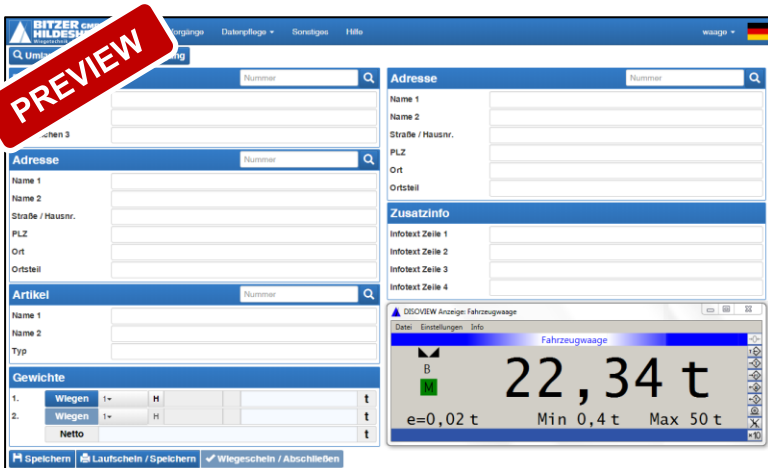 BITZER GMBH
HILDESHEIM
Wiegetechnik
Vorgänge Datenpflege Sonstiges Hilfe waage
PREVIEW
Nummer
chen 3
Adresse Nummer
Name 1
Name 2
Straße / Hausnr.
PLZ
Ort
Ortsteil
Artikel Nummer
Name 1
Name 2
Typ
Gewichte
1. Wiegen 1 H t
2. Wiegen 1 H t
Netto t
Speichern Laufschein / Speichern Wiegeschein / Abschließen
Adresse Nummer
Name 1
Name 2
Straße / Hausnr.
PLZ
Ort
Ortsteil
Zusatzinfo
Infotext Zeile 1
Infotext Zeile 2
Infotext Zeile 3
Infotext Zeile 4
DISOVIEW Anzeige: Fahrzeugwaage
Datei Einstellungen Info
Fahrzeugwaage
B
M
22,34 t
e=0,02 t Min 0,4 t Max 50 t